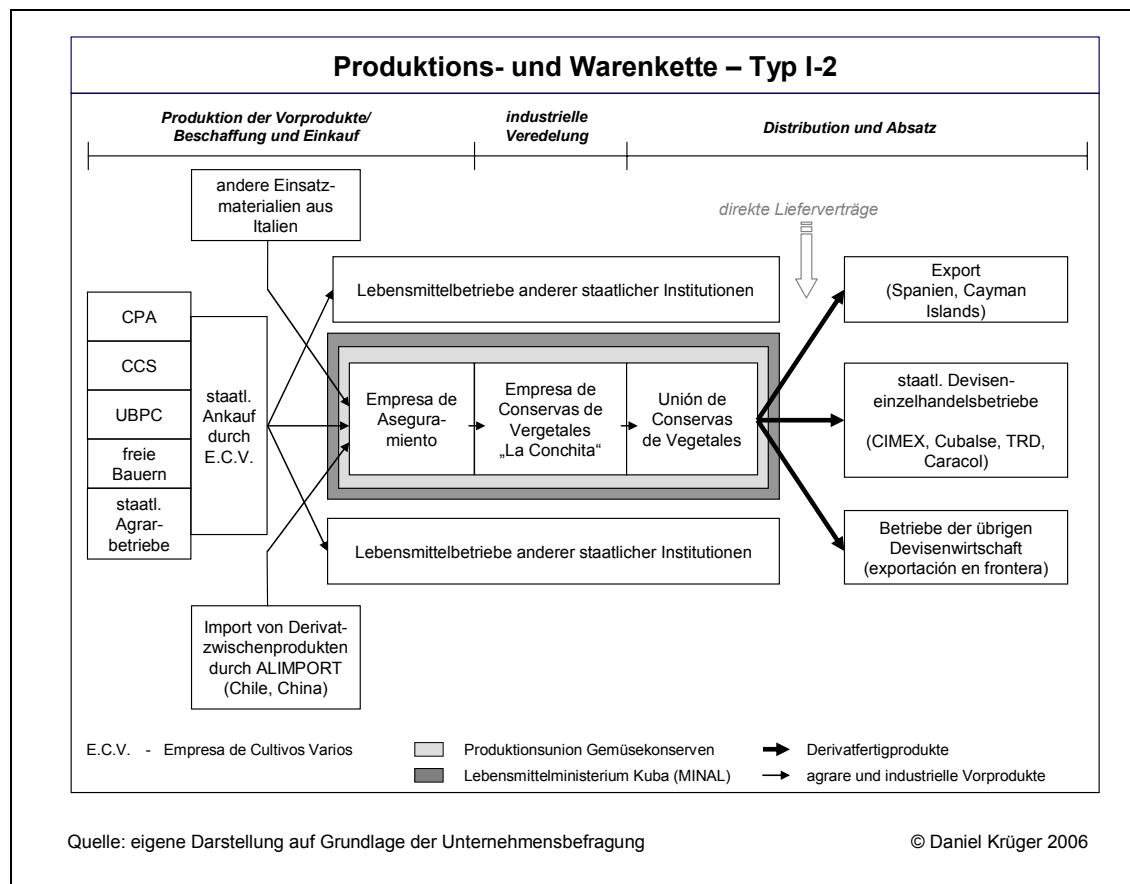 Produktions- und Warenkette – Typ I-2
Produktion der Vorprodukte/
Beschaffung und Einkauf
industrielle
Veredelung
Distribution und Absatz
andere Einsatz-
materialien aus
Italien
direkte Lieferverträge
Lebensmittelbetriebe anderer staatlicher Institutionen
Export
(Spanien, Cayman
Islands)
CPA
CCS
UBPC
freie
Bauern
staatl.
Agrar-
betriebe
staatl.
Ankauf
durch
E.C.V.
Empresa de
Asegura-
miento
Empresa de
Conservas de
Vergetales
„La Conchita“
Unión de
Conservas
de Vegetales
staatl. Devisen-
einzelhandelsbetriebe
(CIMEX, Cubalse, TRD,
Caracol)
Lebensmittelbetriebe anderer staatlicher Institutionen
Betriebe der übrigen
Devisenwirtschaft
(exportación en frontera)
Import von Derivat-
zwischenprodukten
durch ALIMPORT
(Chile, China)
E.C.V. - Empresa de Cultivos Varios
Produktionsunion Gemüsekonserven
Lebensmittelministerium Kuba (MINAL)
Derivatfertigprodukte
agrare und industrielle Vorprodukte
Quelle: eigene Darstellung auf Grundlage der Unternehmensbefragung
© Daniel Krüger 2006